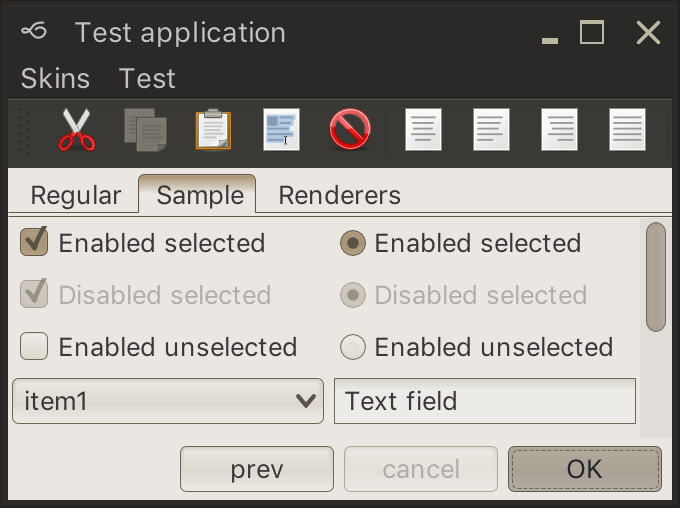 Test application
Skins Test
Regular Sample Renderers
Enabled selected Enabled selected
Disabled selected Disabled selected
Enabled unselected Enabled unselected
item1 Text field
prev cancel OK